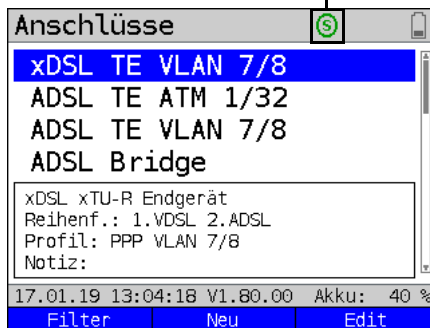 Anschlüsse S
xDSL TE VLAN 7/8
ADSL TE ATM 1/32
ADSL TE VLAN 7/8
ADSL Bridge
xDSL xTU-R Endgerät
Reihenf.: 1.VDSL 2.ADSL
Profil: PPP VLAN 7/8
Notiz:
17.01.19 13:04:18 V1.80.00 Akku: 40 %
Filter Neu Edit